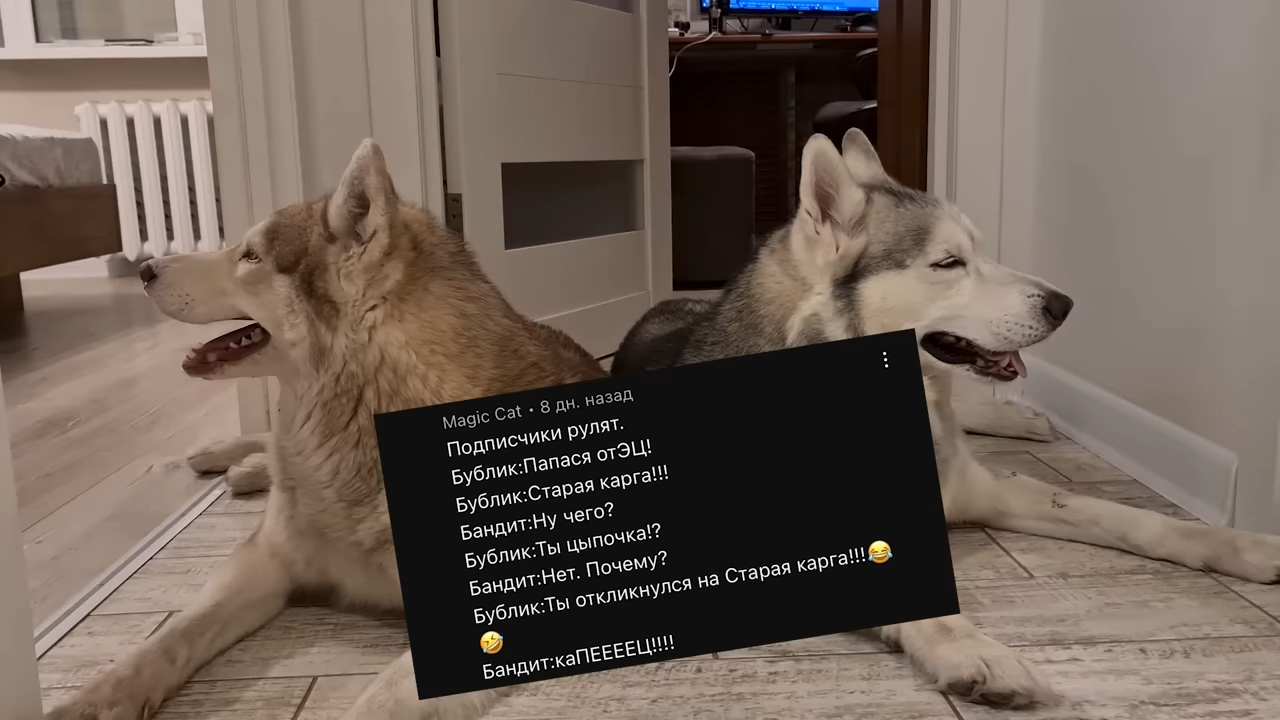 Magic Cat • 8 дн. назад
Подписчики рулят.
Бублик:Папася отЭЦ!
Бублик:Старая карга!!!
Бандит:Ну чего?
Бублик:Ты цыпочка!?
Бандит:Нет. Почему?
Бублик:Ты откликнулся на Старая карга!!!😂
🤣
Бандит:каПЕЕЕЕЦ!!!!